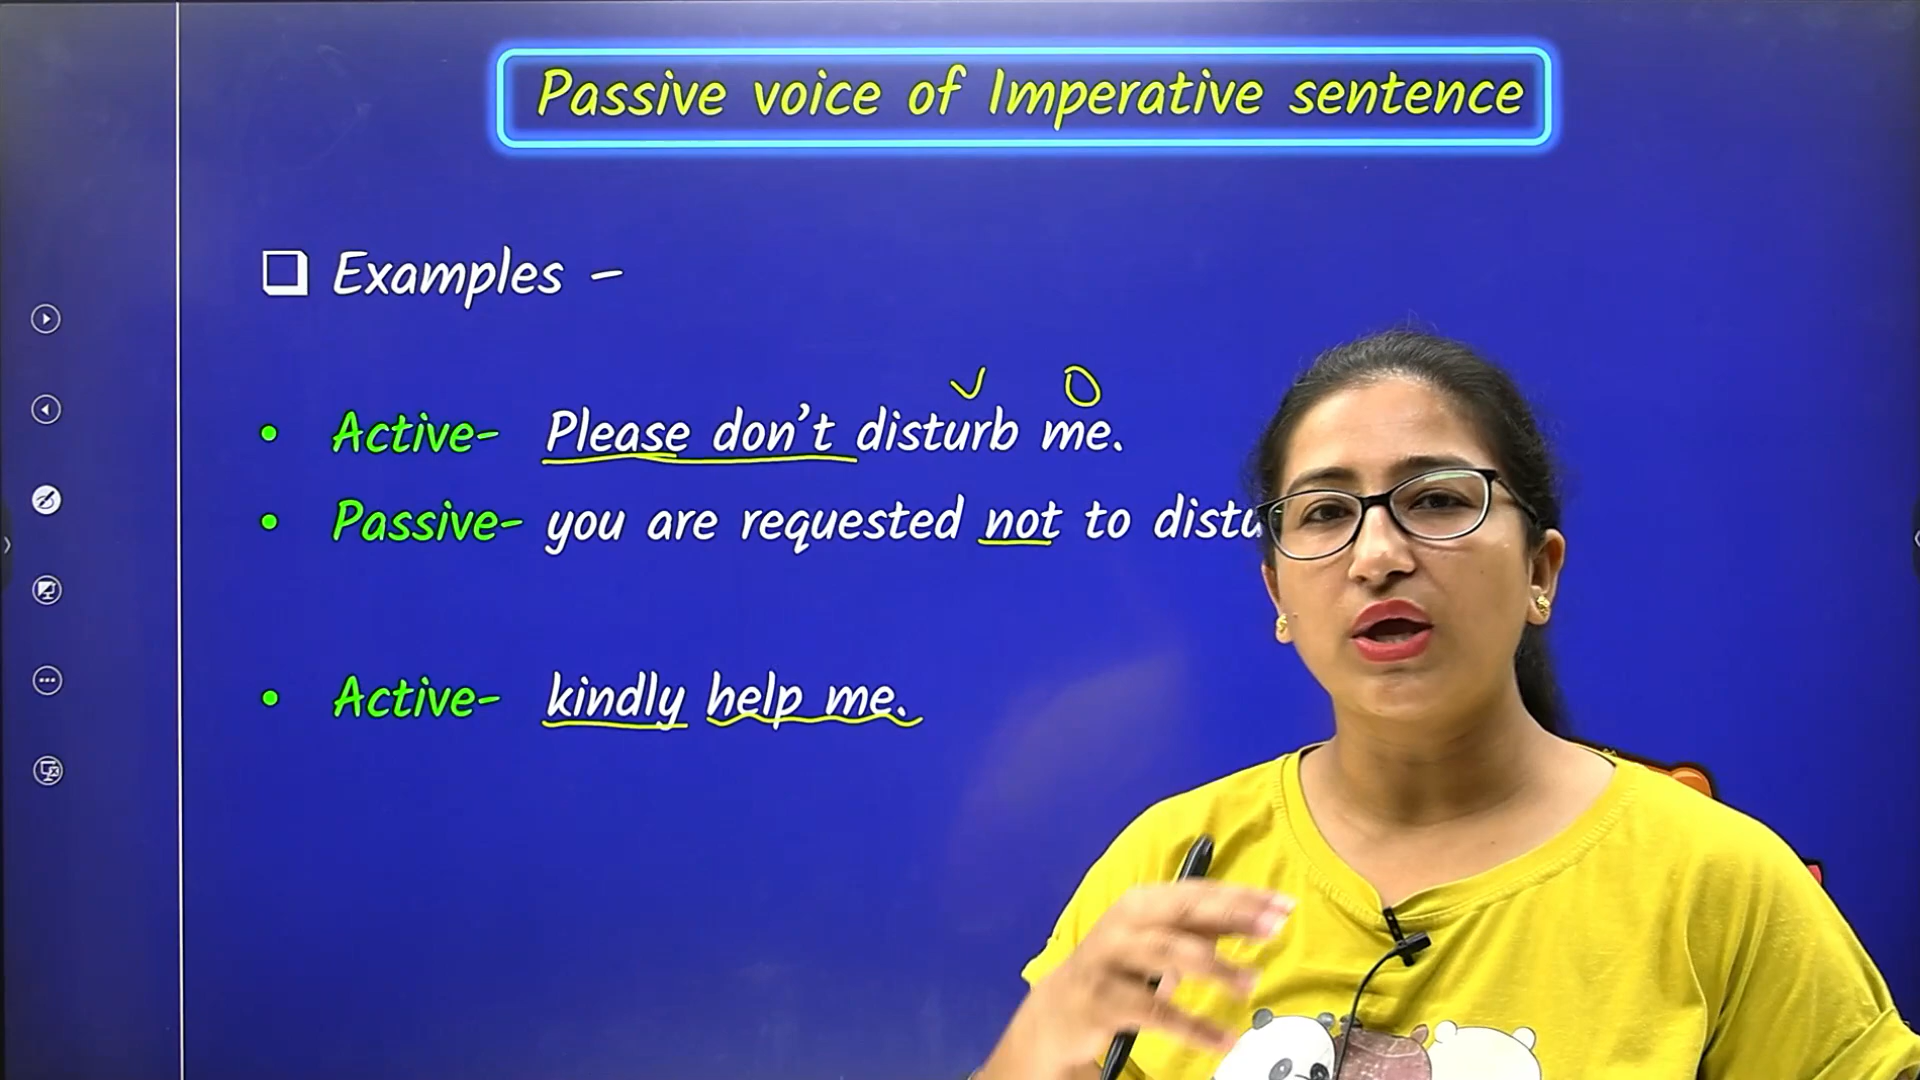 Passive voice of Imperative sentence
Examples –
Active- Please don't disturb me.
V O
Passive- you are requested not to
Active- kindly help me.